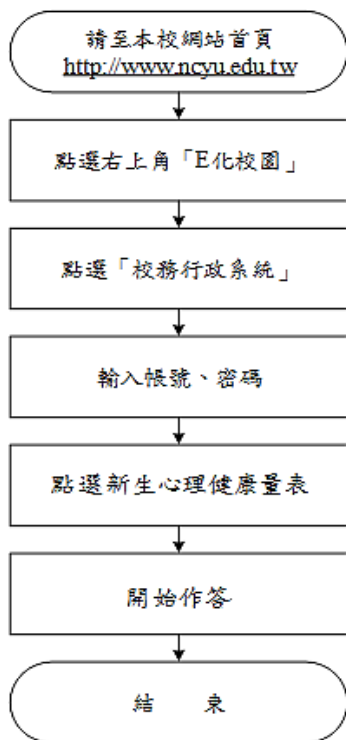 請至本校網站首頁
http://www.ncyu.edu.tw
點選右上角「E化校園」
點選「校務行政系統」
輸入帳號、密碼
點選新生心理健康量表
開始作答
結　　束